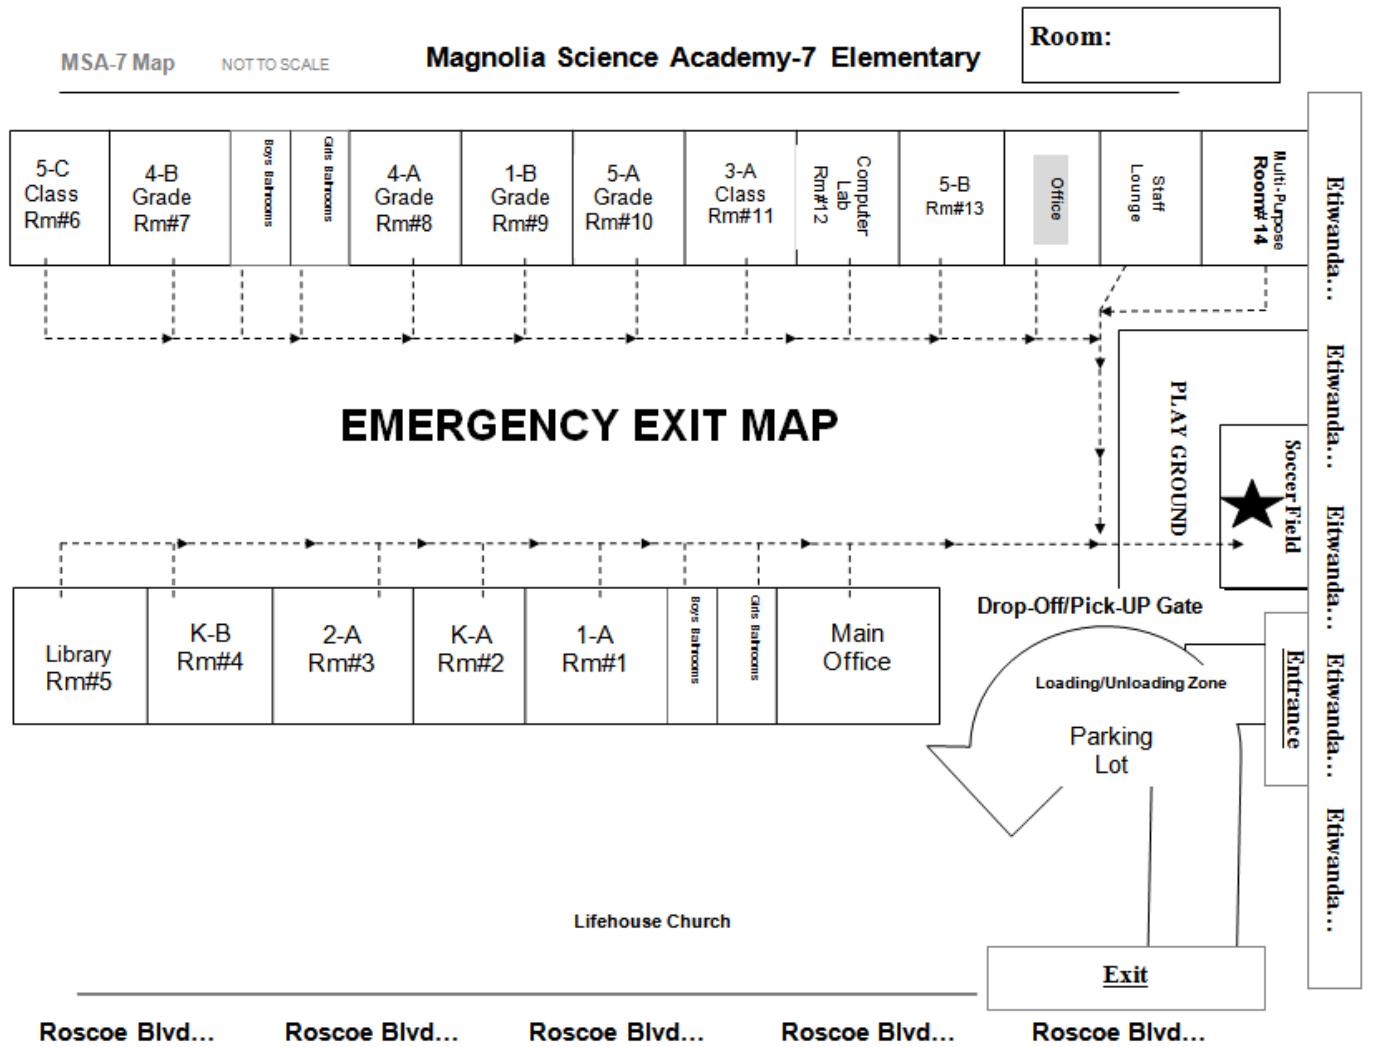 MSA-7 Map
NOT TO SCALE
Magnolia Science Academy-7 Elementary
Room:
5-C
Class
Rm#6
4-B
Grade
Rm#7
Boys Bathrooms
Girls Bathrooms
4-A
Grade
Rm#8
1-B
Grade
Rm#9
5-A
Grade
Rm#10
3-A
Class
Rm#11
Computer
Lab
Rm#12
5-B
Rm#13
Office
Staff
Lounge
Multi-Purpose
Room# 14
Etiwanda...
Etiwanda...
Eitwanda...
Etiwanda...
Etiwanda...
EMERGENCY EXIT MAP
PLAY GROUND
Soccer Field
Library
Rm#5
K-B
Rm#4
2-A
Rm#3
K-A
Rm#2
1-A
Rm#1
Boys Bathrooms
Girls Bathrooms
Main
Office
Drop-Off/Pick-UP Gate
Loading/Unloading Zone
Parking
Lot
Entrance
Lifehouse Church
Exit
Roscoe Blvd... Roscoe Blvd... Roscoe Blvd... Roscoe Blvd... Roscoe Blvd...